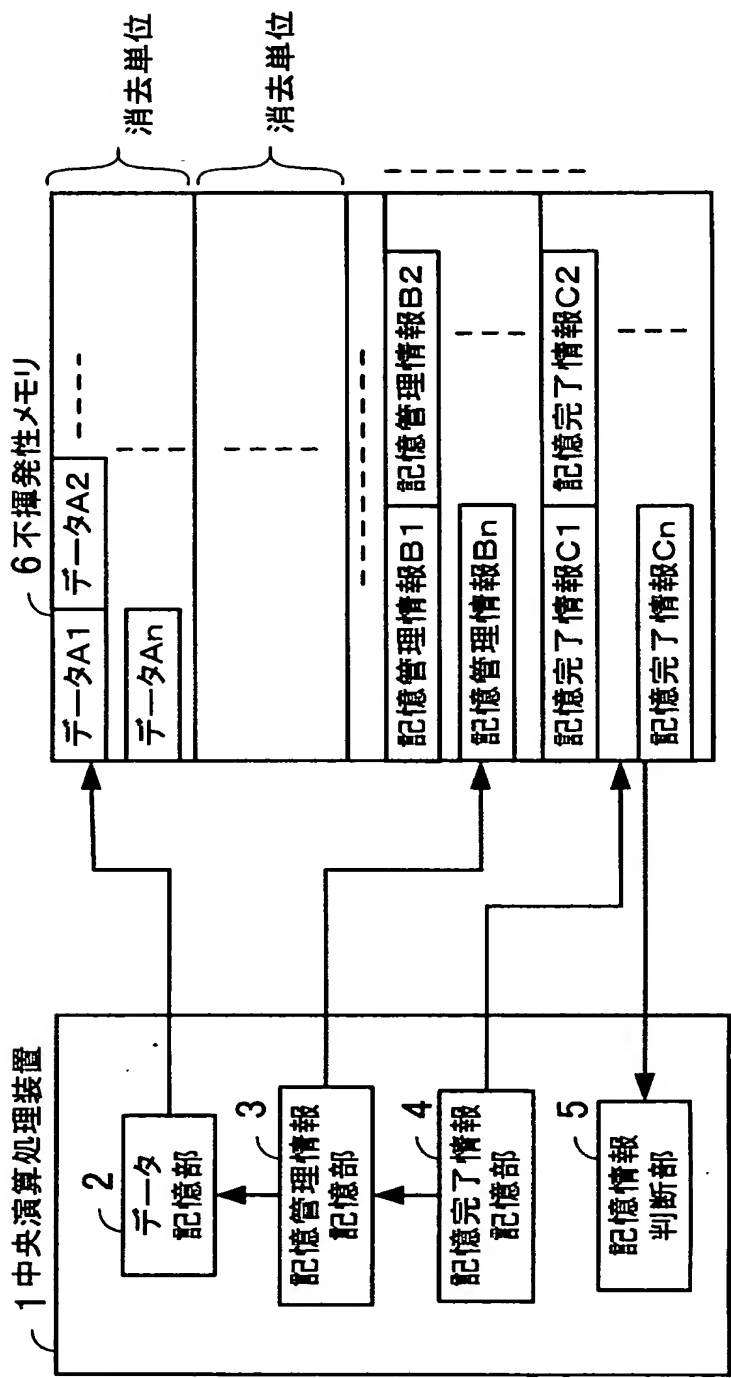 1 中央演算処理装置
2
データ
記憶部
3
記憶管理情報
記憶部
4
記憶完了情報
記憶部
5
記憶情報
判断部
6 不揮発性メモリ
データA1
データA2
データAn
消去単位
消去単位
記憶管理情報B1
記憶管理情報B2
記憶管理情報Bn
記憶完了情報C1
記憶完了情報C2
記憶完了情報Cn